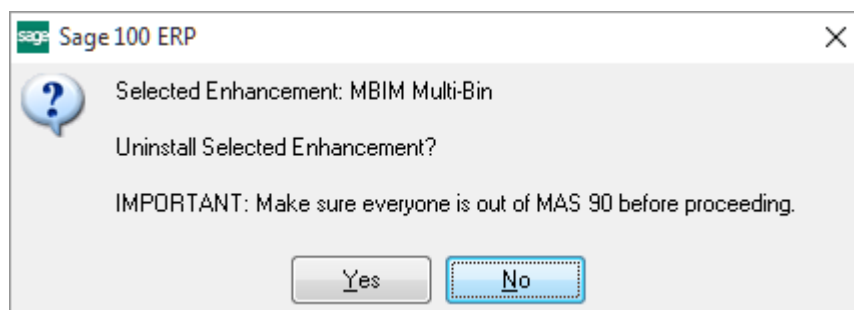 sage Sage 100 ERP
Selected Enhancement: MBIM Multi-Bin
Uninstall Selected Enhancement?
IMPORTANT: Make sure everyone is out of MAS 90 before proceeding.
Yes No